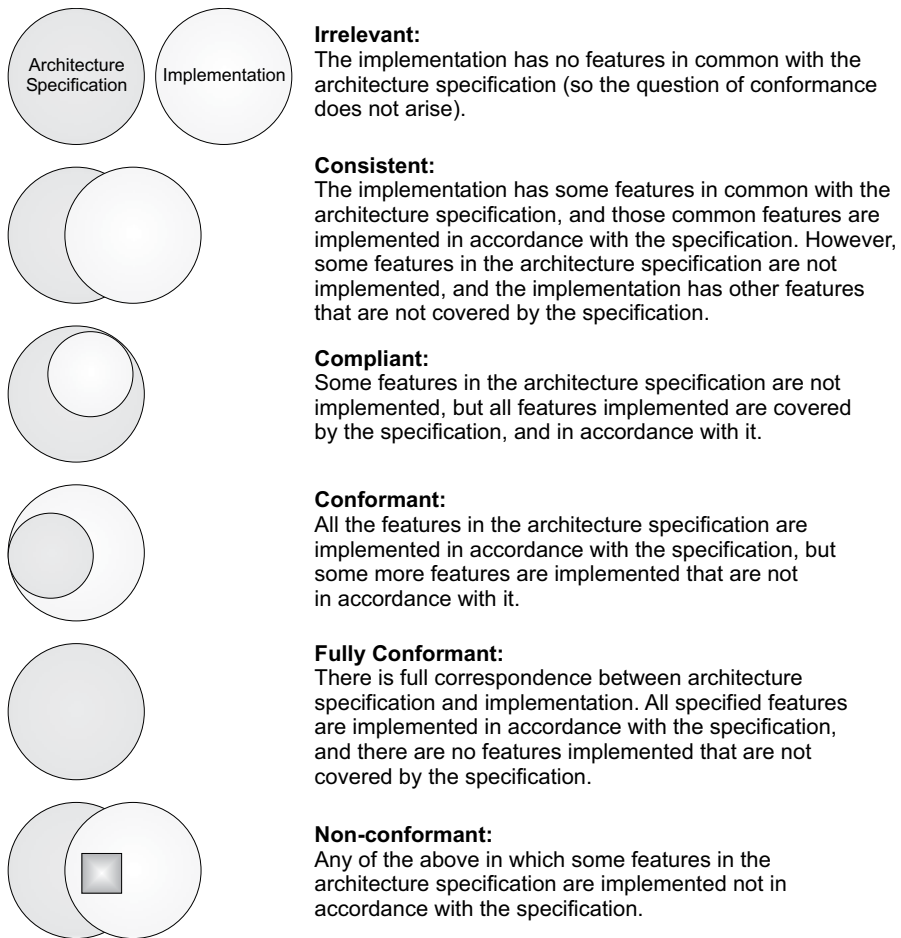 Architecture
Specification
Implementation
Irrelevant:
The implementation has no features in common with the
architecture specification (so the question of conformance
does not arise).
Consistent:
The implementation has some features in common with the
architecture specification, and those common features are
implemented in accordance with the specification. However,
some features in the architecture specification are not
implemented, and the implementation has other features
that are not covered by the specification.
Compliant:
Some features in the architecture specification are not
implemented, but all features implemented are covered
by the specification, and in accordance with it.
Conformant:
All the features in the architecture specification are
implemented in accordance with the specification, but
some more features are implemented that are not
in accordance with it.
Fully Conformant:
There is full correspondence between architecture
specification and implementation. All specified features
are implemented in accordance with the specification,
and there are no features implemented that are not
covered by the specification.
Non-conformant:
Any of the above in which some features in the
architecture specification are implemented not in
accordance with the specification.